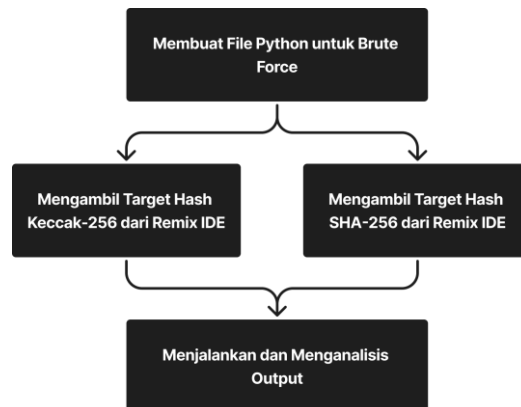 Membuat File Python untuk Brute
Force
Mengambil Target Hash
Keccak-256 dari Remix IDE
Mengambil Target Hash
SHA-256 dari Remix IDE
Menjalankan dan Menganalisis
Output